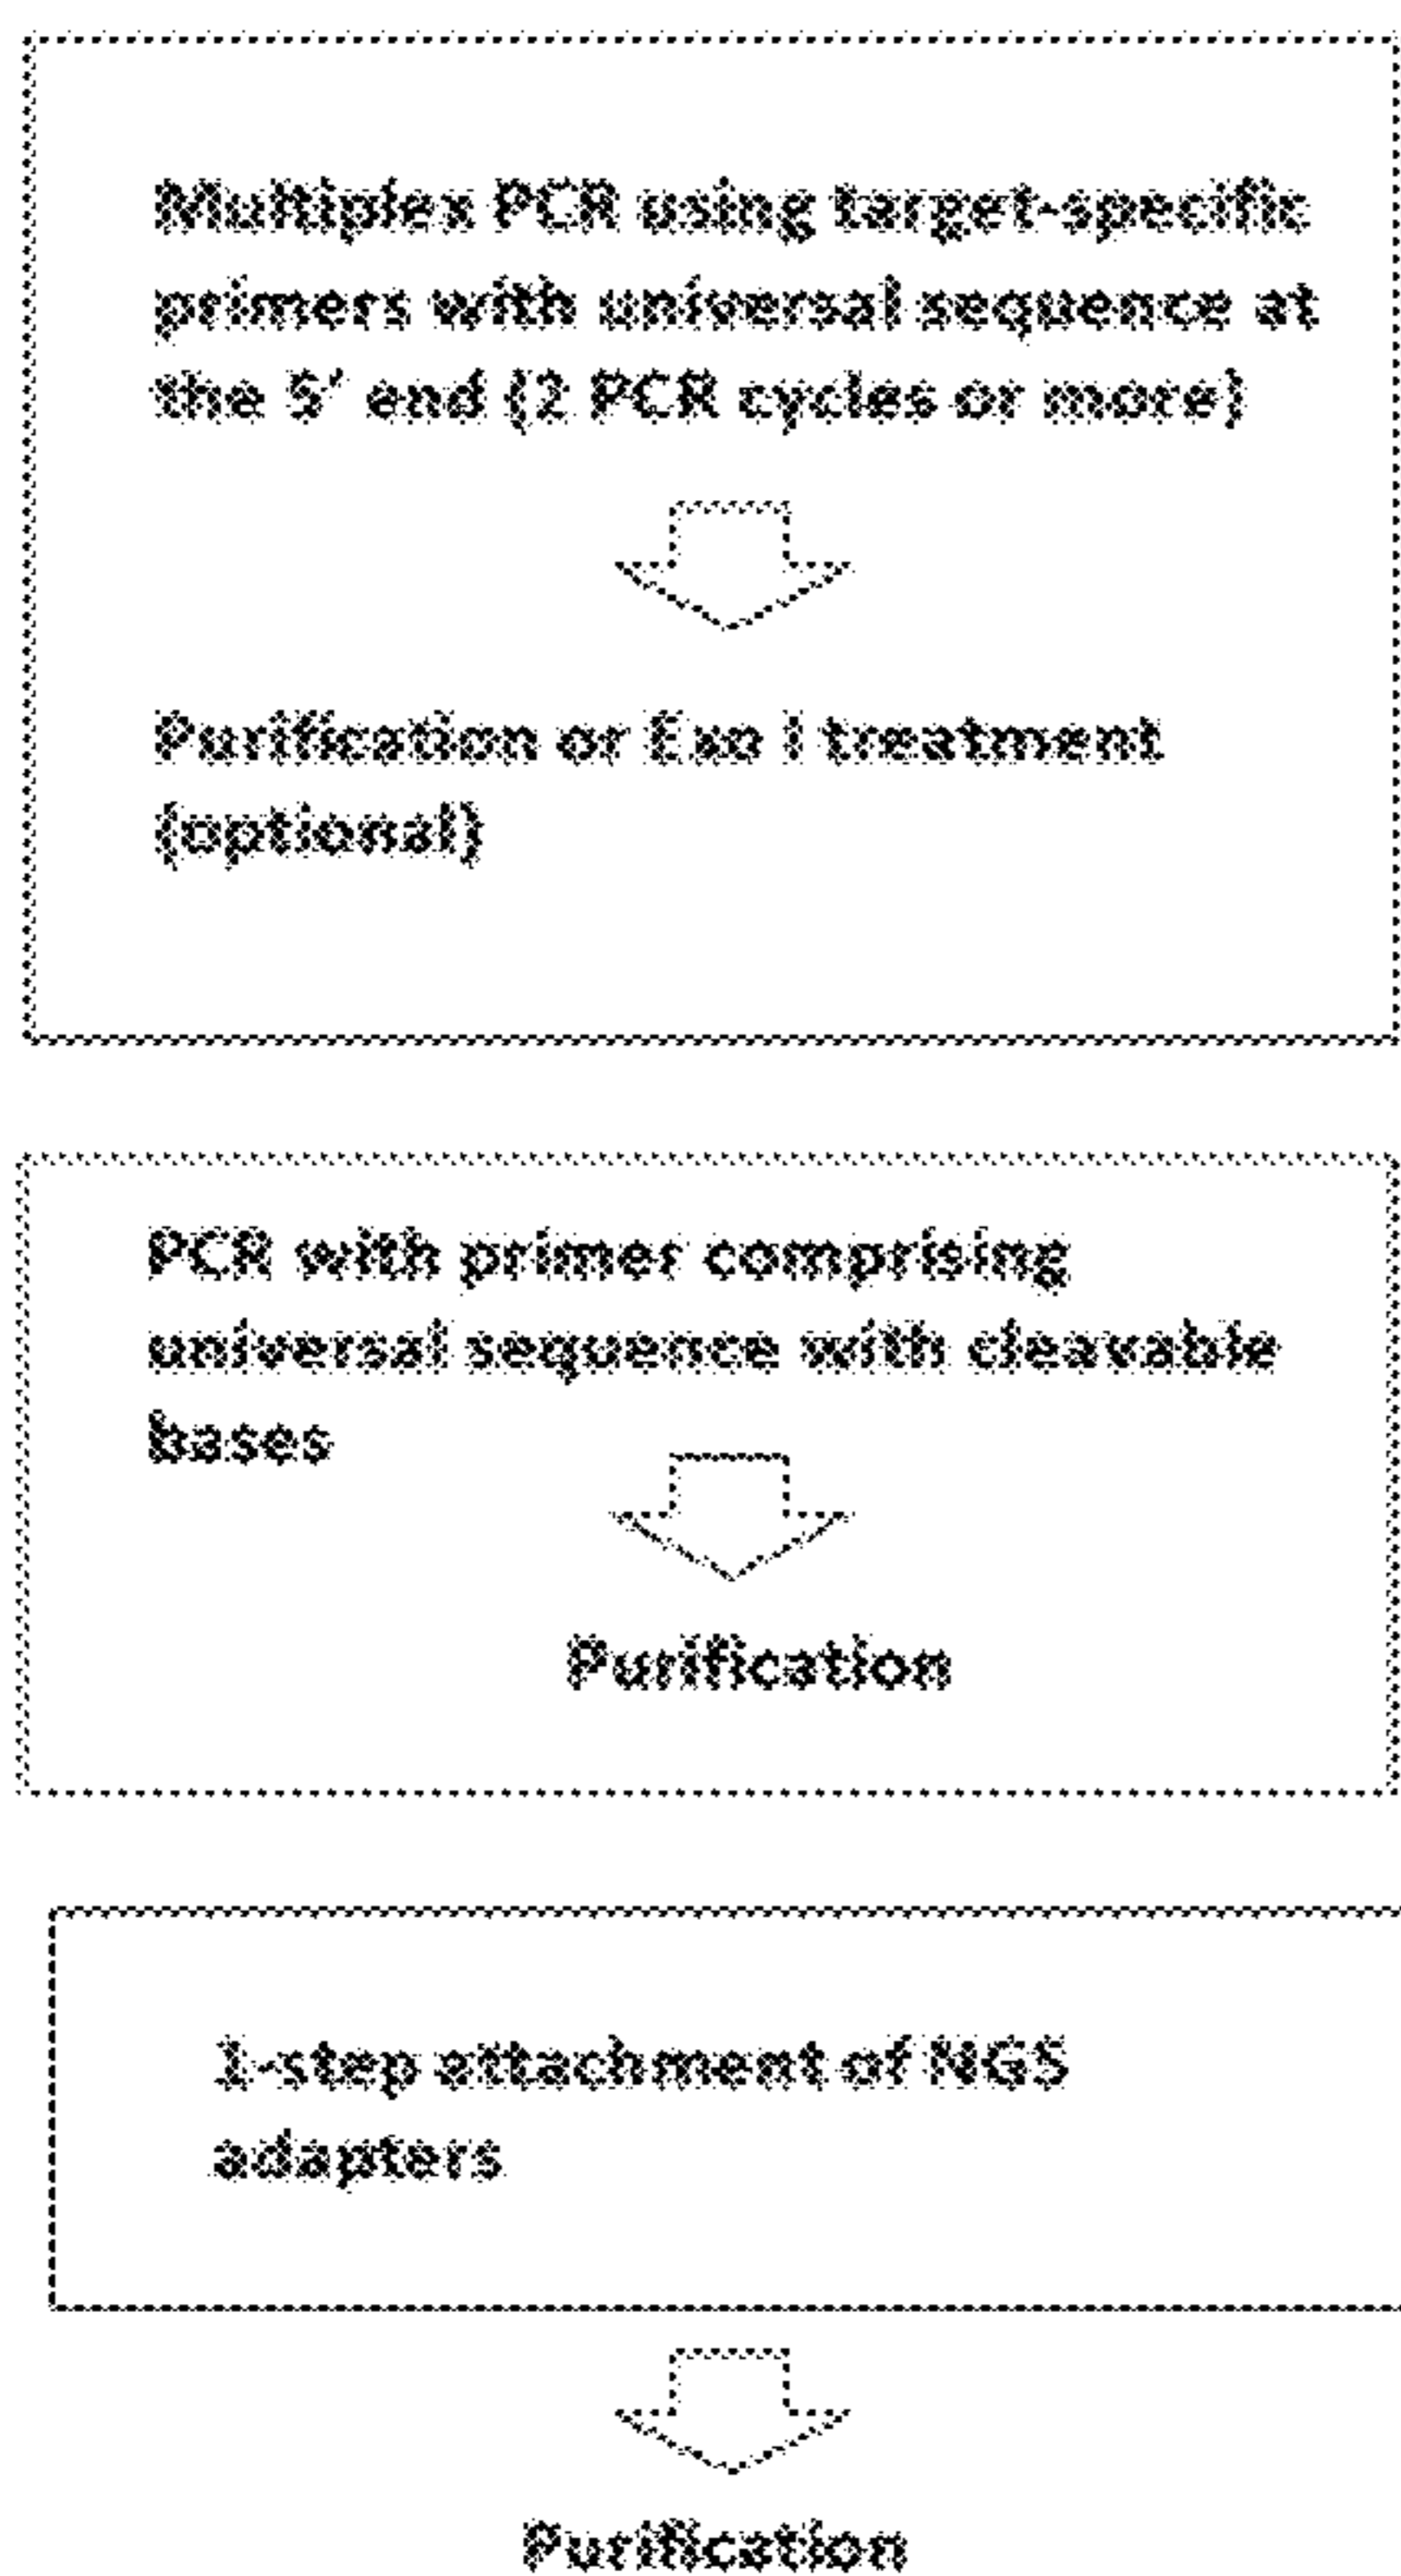 Multiplex PCR using target-specific
primers with universal sequence at
the 5' end (2 PCR cycles or more)
Purification or Exo I treatment
(optional)
PCR with primer comprising
universal sequence with cleavable
bases
Purification
1-step attachment of NGS
adapters
Purification